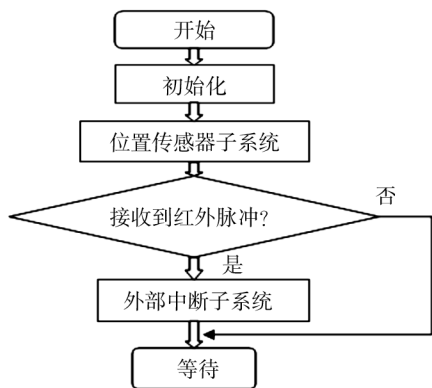 开始
初始化
位置传感器子系统
接收到红外脉冲?
否
是
外部中断子系统
等待